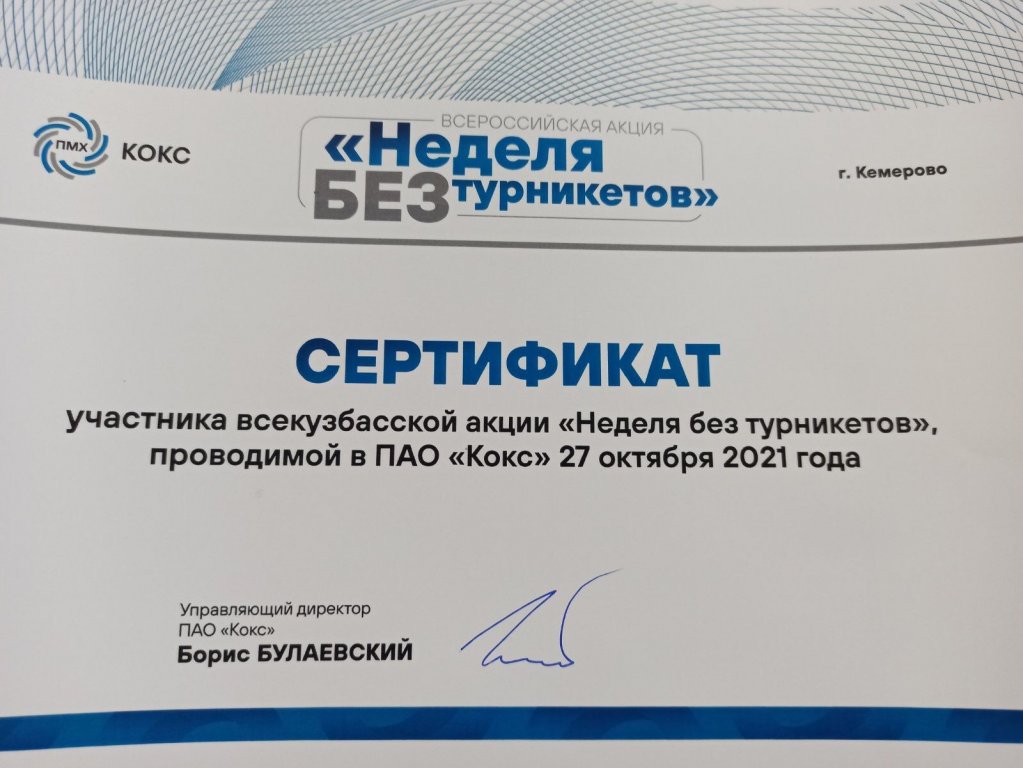 ПМХ КОКС
ВСЕРОССИЙСКАЯ АКЦИЯ
«Неделя
БЕЗ турникетов»
г. Кемерово
СЕРТИФИКАТ
участника всекузбасской акции «Неделя без турникетов»,
проводимой в ПАО «Кокс» 27 октября 2021 года
Управляющий директор
ПАО «Кокс»
Борис БУЛАЕВСКИЙ